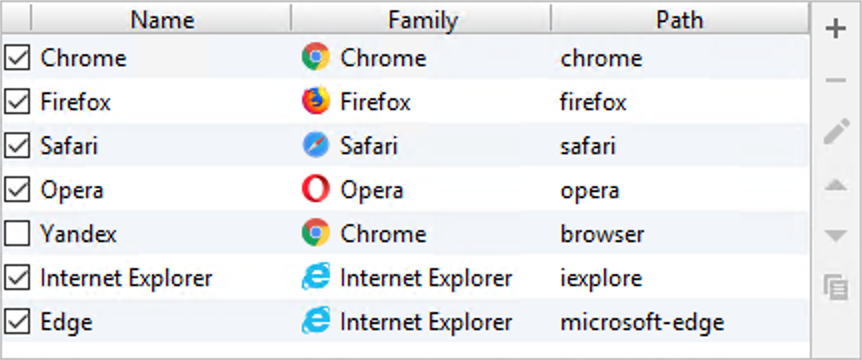 Name Family Path
Chrome Chrome chrome
Firefox Firefox firefox
Safari Safari safari
Opera Opera opera
Yandex Chrome browser
Internet Explorer Internet Explorer iexplore
Edge Internet Explorer microsoft-edge